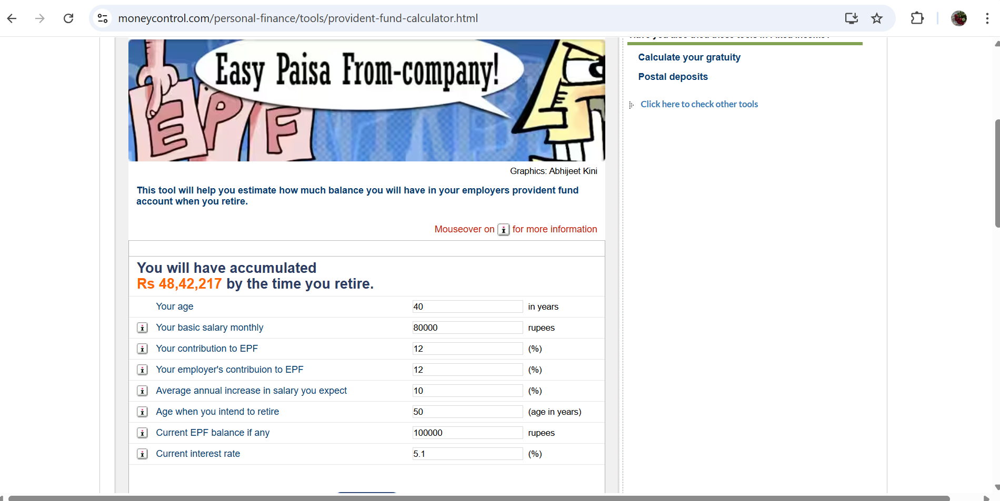 moneycontrol.com/personal-finance/tools/provident-fund-calculator.html
Easy Paisa From-company!
EPF
Graphics: Abhijeet Kini
This tool will help you estimate how much balance you will have in your employers provident fund
account when you retire.
Mouseover on i for more information
You will have accumulated
Rs 48,42,217 by the time you retire.
Your age 40 in years
i Your basic salary monthly 80000 rupees
i Your contribution to EPF 12 (%)
i Your employer's contribuion to EPF 12 (%)
i Average annual increase in salary you expect 10 (%)
i Age when you intend to retire 50 (age in years)
i Current EPF balance if any 100000 rupees
i Current interest rate 5.1 (%)
Calculate your gratuity
Postal deposits
Click here to check other tools